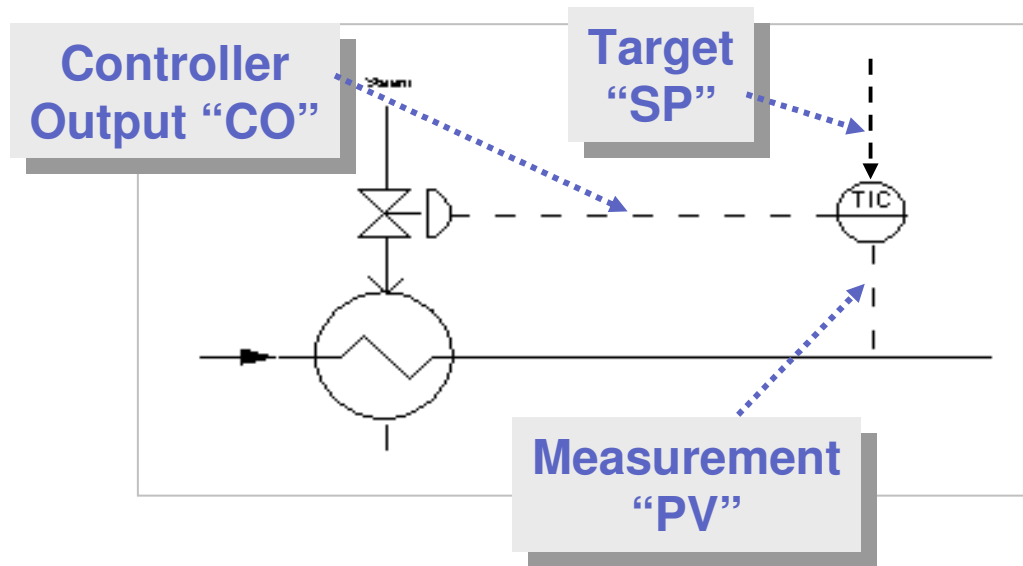 Controller
Output “CO”
Target
“SP”
TIC
Measurement
“PV”